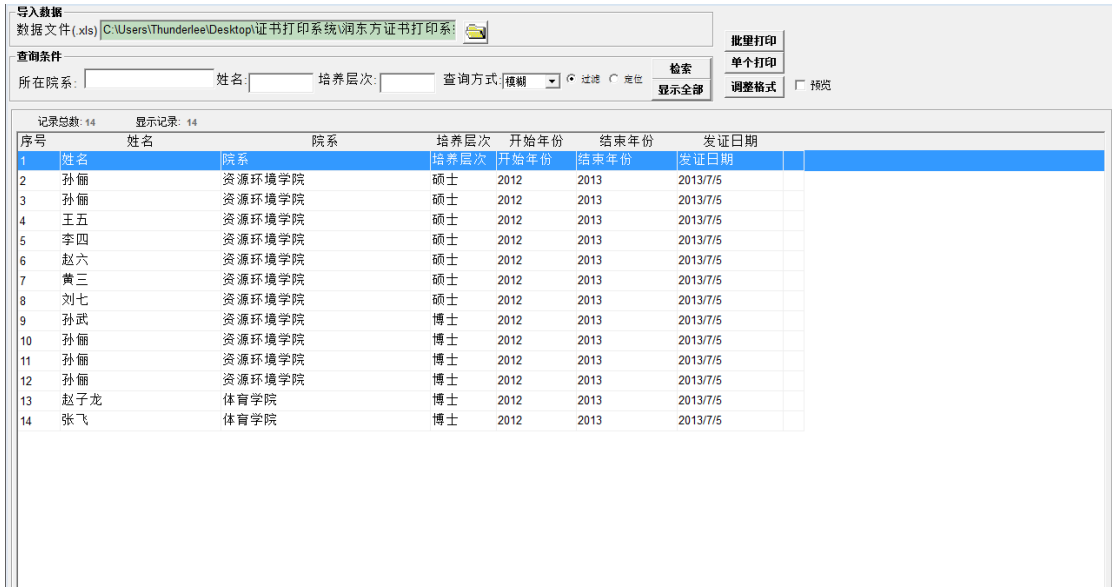 导入数据
数据文件(.xls) C:\Users\Thunderlee\Desktop\证书打印系统\润东方证书打印系
批量打印
查询条件
单个打印
所在院系: 姓名: 培养层次: 查询方式: 模糊 过滤 定位 检索
显示全部 调整格式 预览
记录总数: 14 显示记录: 14
序号 姓名 院系 培养层次 开始年份 结束年份 发证日期
1 姓名 院系 培养层次 开始年份 结束年份 发证日期
2 孙俪 资源环境学院 硕士 2012 2013 2013/7/5
3 孙俪 资源环境学院 硕士 2012 2013 2013/7/5
4 王五 资源环境学院 硕士 2012 2013 2013/7/5
5 李四 资源环境学院 硕士 2012 2013 2013/7/5
6 赵六 资源环境学院 硕士 2012 2013 2013/7/5
7 黄三 资源环境学院 硕士 2012 2013 2013/7/5
8 刘七 资源环境学院 硕士 2012 2013 2013/7/5
9 孙武 资源环境学院 博士 2012 2013 2013/7/5
10 孙俪 资源环境学院 博士 2012 2013 2013/7/5
11 孙俪 资源环境学院 博士 2012 2013 2013/7/5
12 孙俪 资源环境学院 博士 2012 2013 2013/7/5
13 赵子龙 体育学院 博士 2012 2013 2013/7/5
14 张飞 体育学院 博士 2012 2013 2013/7/5